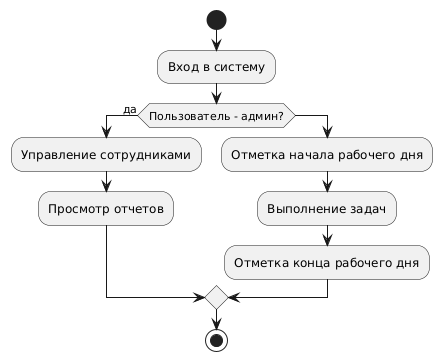 Вход в систему
да
Пользователь - админ?
Управление сотрудниками
Отметка начала рабочего дня
Просмотр отчетов
Выполнение задач
Отметка конца рабочего дня